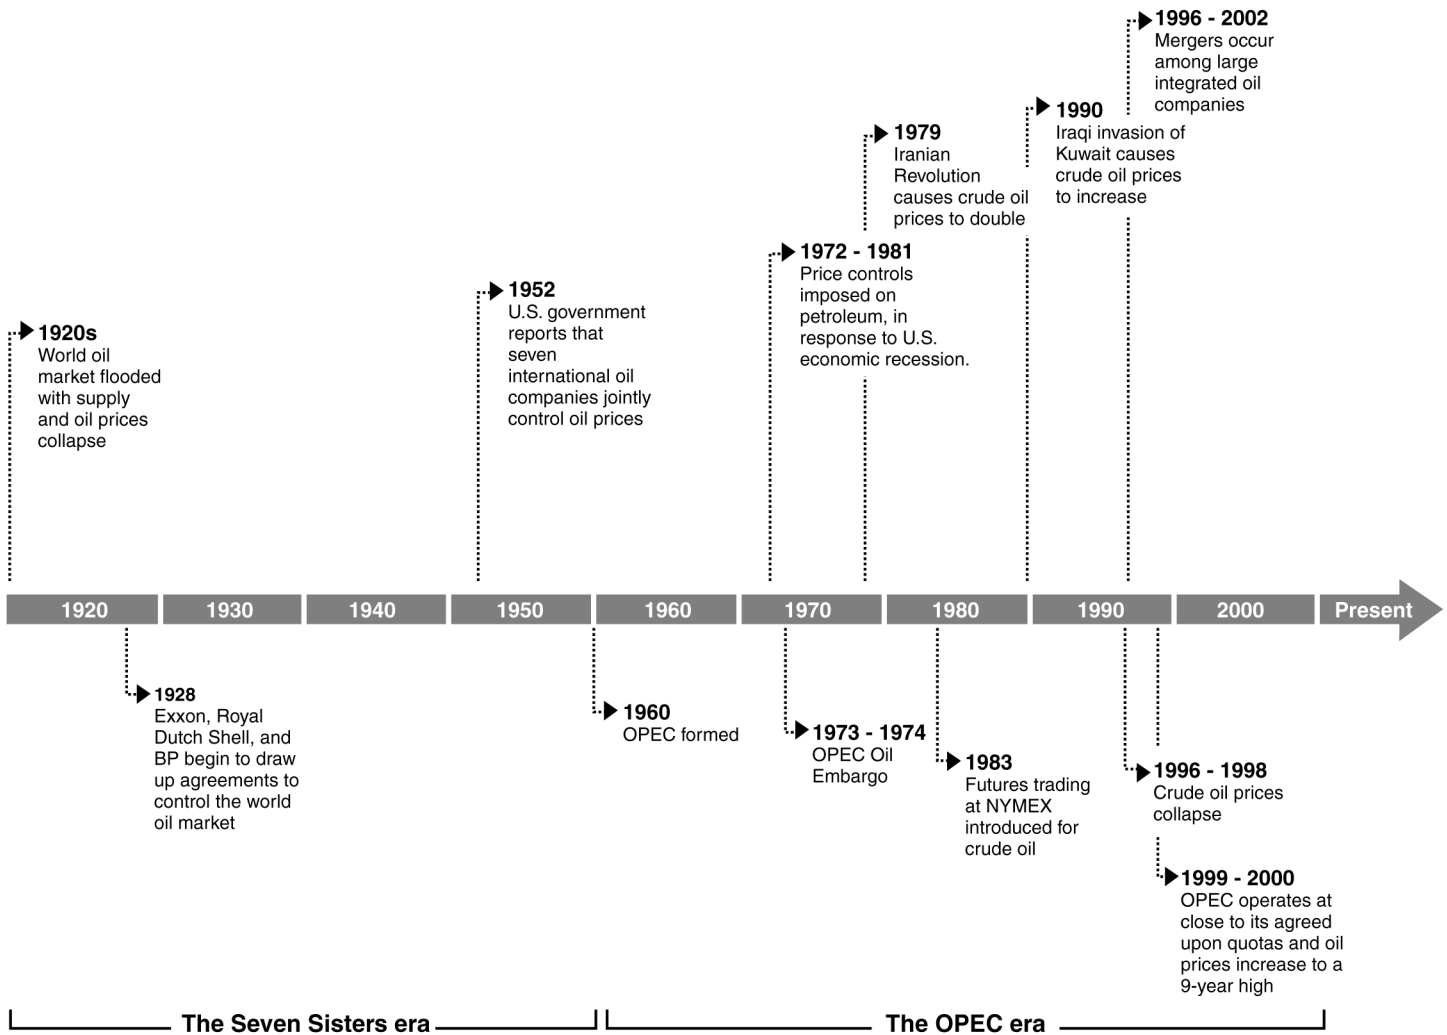 1996 - 2002
Mergers occur
among large
integrated oil
companies
1990
Iraqi invasion of
Kuwait causes
crude oil prices
to increase
1979
Iranian
Revolution
causes crude oil
prices to double
1972 - 1981
Price controls
imposed on
petroleum, in
response to U.S.
economic recession.
1952
U.S. government
reports that
seven
international oil
companies jointly
control oil prices
1920s
World oil
market flooded
with supply
and oil prices
collapse
1920 1930 1940 1950 1960 1970 1980 1990 2000 Present
1928
Exxon, Royal
Dutch Shell, and
BP begin to draw
up agreements to
control the world
oil market
1960
OPEC formed
1973 - 1974
OPEC Oil
Embargo
1983
Futures trading
at NYMEX
introduced for
crude oil
1996 - 1998
Crude oil prices
collapse
1999 - 2000
OPEC operates at
close to its agreed
upon quotas and oil
prices increase to a
9-year high
The Seven Sisters era
The OPEC era